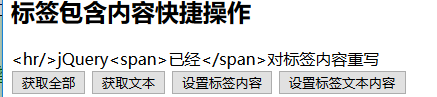 标签包含内容快捷操作
<hr/>jQuery<span>已经</span>对标签内容重写
获取全部 获取文本 设置标签内容 设置标签文本内容